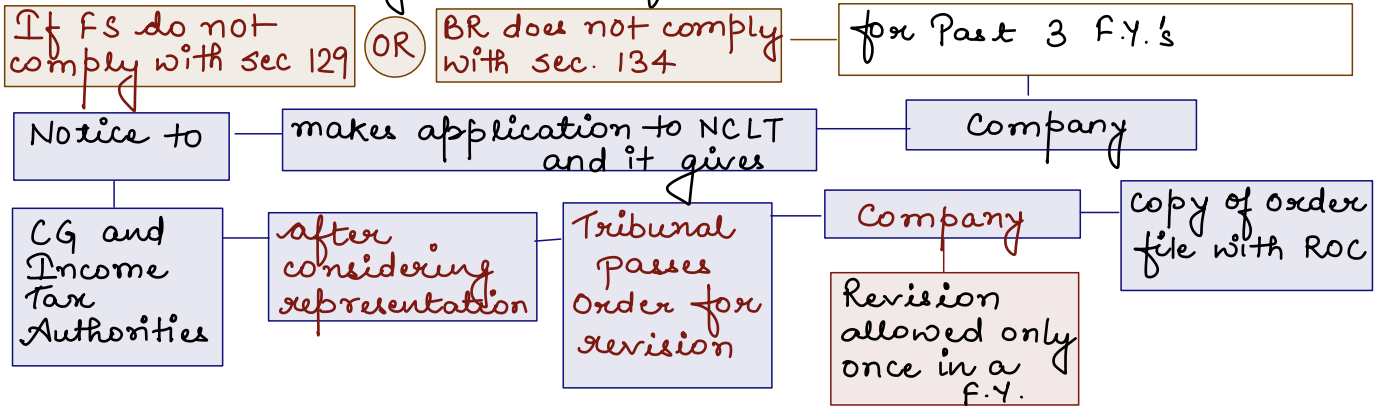 If FS do not
comply with sec 129
OR
BR does not comply
with sec. 134
for Past 3 F.Y.'s
Company
makes application to NCLT
and it gives
Notice to
CG and
Income
Tax
Authorities
after
considering
representation
Tribunal
passes
Order for
revision
Company
copy of order
file with ROC
Revision
allowed only
once in a
F.Y.